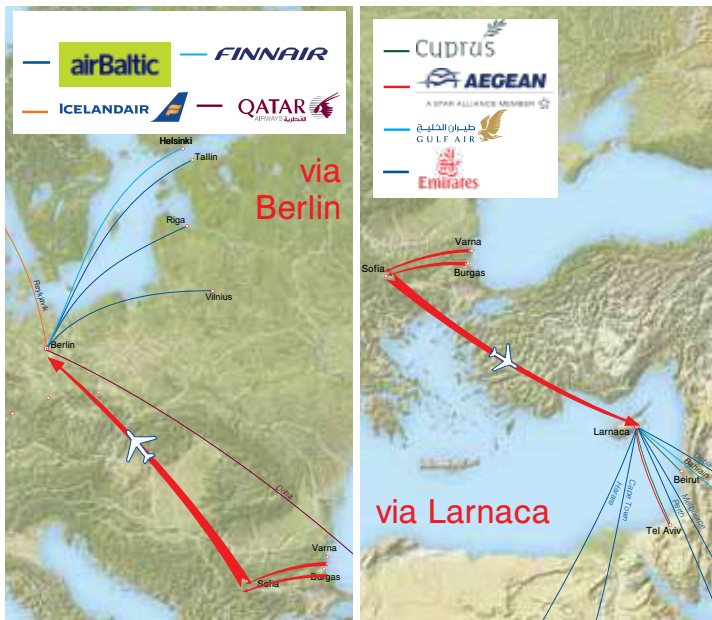 airBaltic
FINNAIR
ICELANDAIR
QATAR
AIRWAYS القطرية
Helsinki
Tallin
via
Berlin
Riga
Reykjavik
Vilnius
Berlin
Doha
Varna
Sofia
Burgas
Cyprus
AEGEAN
A STAR ALLIANCE MEMBER
طيران الخليج
GULF AIR
Emirates
Varna
Sofia
Burgas
Larnaca
Dubai
Bahrain
Beirut
Melbourne
Perth
Cape Town
Harare
via Larnaca
Tel Aviv